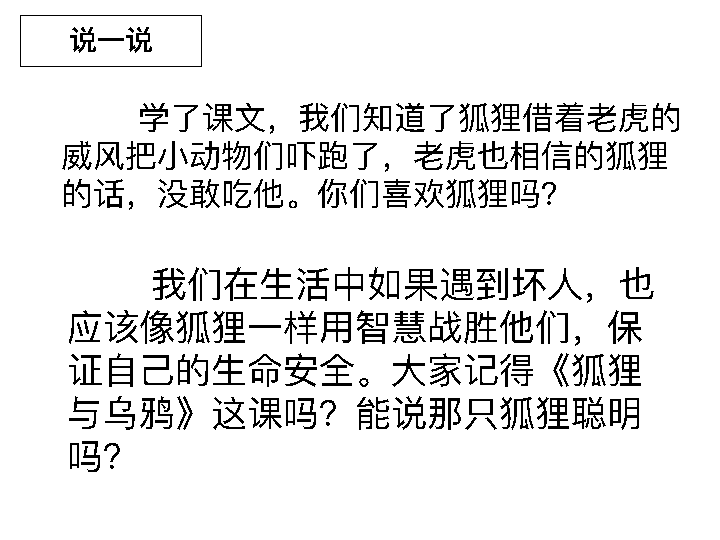 说一说
学了课文，我们知道了狐狸借着老虎的
威风把小动物们吓跑了，老虎也相信的狐狸
的话，没敢吃他。你们喜欢狐狸吗？
我们在生活中如果遇到坏人，也
应该像狐狸一样用智慧战胜他们，保
证自己的生命安全。大家记得《狐狸
与乌鸦》这课吗？能说那只狐狸聪明
吗？